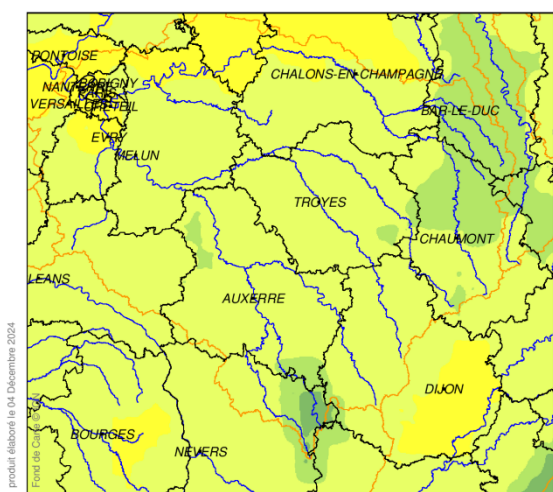 PONTOISE
CHALONS-EN-CHAMPAGNE
BOBIGNY
PARIS
VERSAILLES
CRETEIL
BAR-LE-DUC
EVRY
MELUN
TROYES
CHAUMONT
LEANS
AUXERRE
DIJON
BOURGES
NEVERS
produit élaboré le 04 Décembre 2024
Fond de Carte © IGN